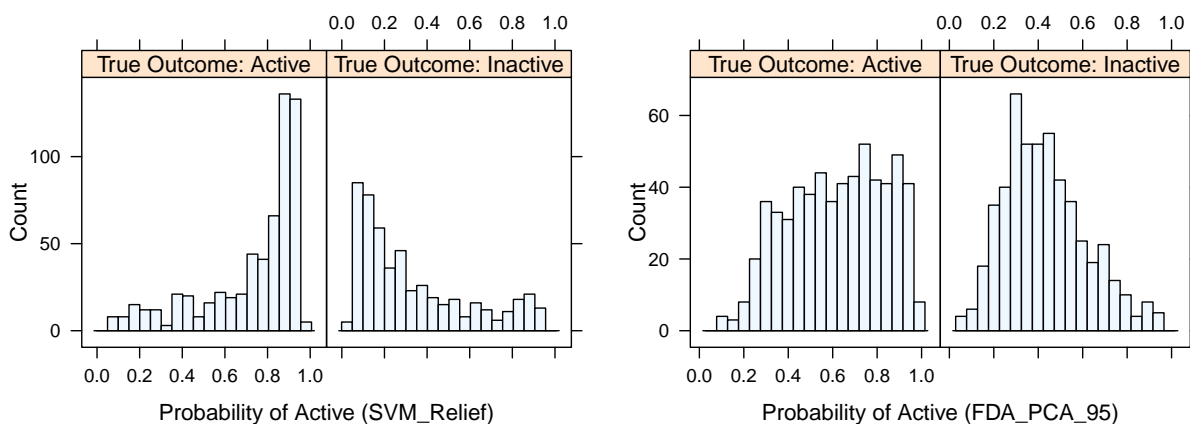 0.0 0.2 0.4 0.6 0.8 1.0
True Outcome: Active
True Outcome: Inactive
Count
100
50
0
0.0 0.2 0.4 0.6 0.8 1.0
Probability of Active (SVM_Relief)
0.0 0.2 0.4 0.6 0.8 1.0
True Outcome: Active
True Outcome: Inactive
Count
60
40
20
0
0.0 0.2 0.4 0.6 0.8 1.0
Probability of Active (FDA_PCA_95)